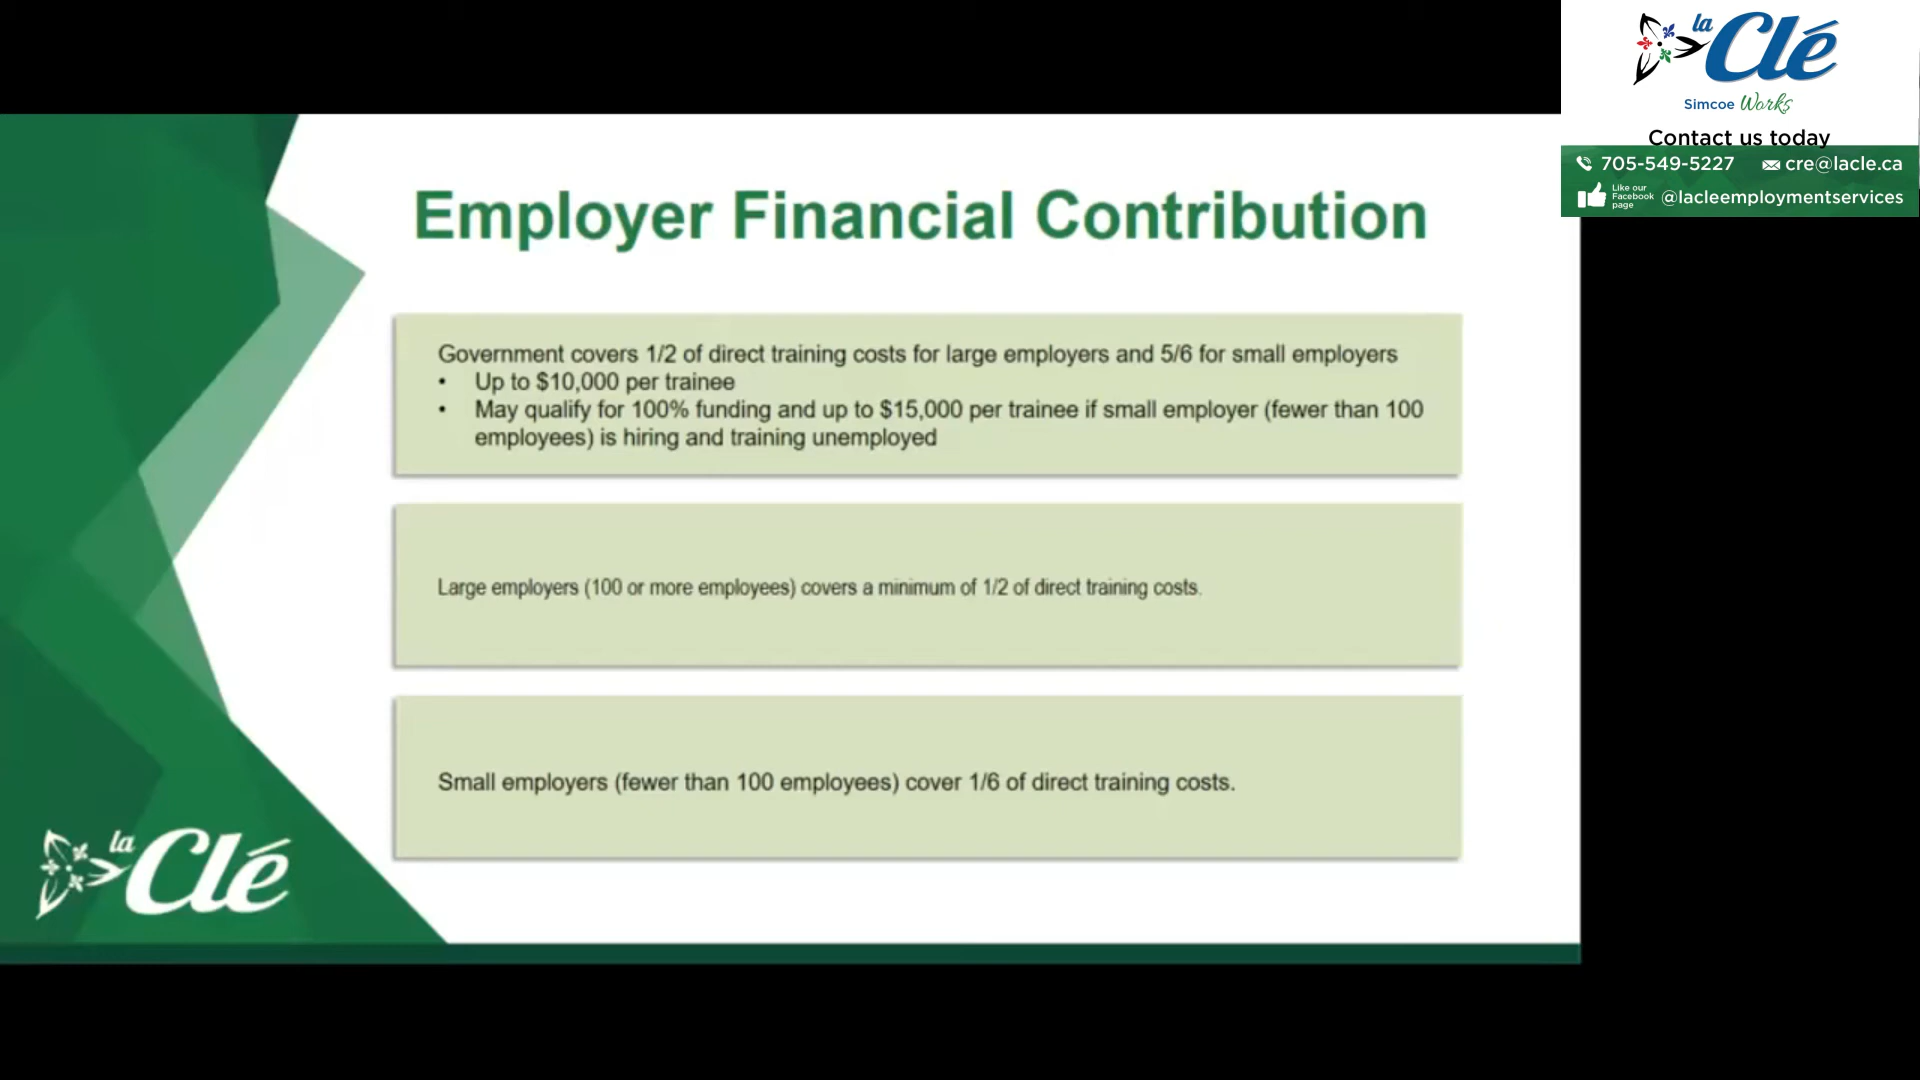 la Clé
Simcoe Works
Contact us today
705-549-5227 cre@lacle.ca
Like our
Facebook
page
@lacleemploymentservices
Employer Financial Contribution
Government covers 1/2 of direct training costs for large employers and 5/6 for small employers
• Up to $10,000 per trainee
• May qualify for 100% funding and up to $15,000 per trainee if small employer (fewer than 100
employees) is hiring and training unemployed
Large employers (100 or more employees) covers a minimum of 1/2 of direct training costs.
Small employers (fewer than 100 employees) cover 1/6 of direct training costs.
la Clé